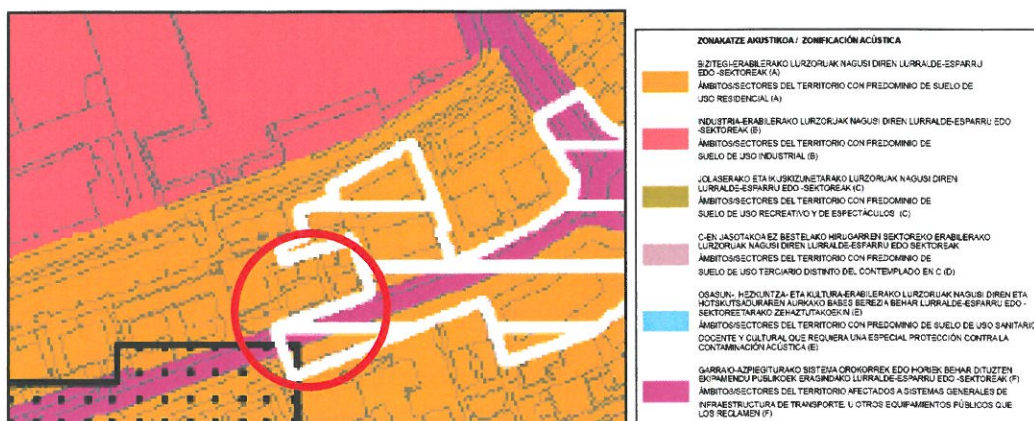 ZONAKATZE AKUSTIKOA / ZONIFICACIÓN ACÚSTICA
BIZITEGI-ERABILERAKO LURZORUAK NAGUSI DIREN LURRALDE-ESPARRU
EDO -SEKTOREAK (A)
ÁMBITOS/SECTORES DEL TERRITORIO CON PREDOMINIO DE SUELO DE
USO RESIDENCIAL (A)
INDUSTRIA-ERABILERAKO LURZORUAK NAGUSI DIREN LURRALDE-ESPARRU EDO
-SEKTOREAK (B)
ÁMBITOS/SECTORES DEL TERRITORIO CON PREDOMINIO DE
SUELO DE USO INDUSTRIAL (B)
JOLASERAKO ETA IKUSKIZUNETARAKO LURZORUAK NAGUSI DIREN
LURRALDE-ESPARRU EDO -SEKTOREAK (C)
ÁMBITOS/SECTORES DEL TERRITORIO CON PREDOMINIO DE
SUELO DE USO RECREATIVO Y DE ESPECTÁCULOS (C)
C-EN JASOTAKOA EZ BESTELAKO HIRUGARREN SEKTOREKO ERABILERAKO
LURZORUAK NAGUSI DIREN LURRALDE-ESPARRU EDO SEKTOREAK
ÁMBITOS/SECTORES DEL TERRITORIO CON PREDOMINIO DE
SUELO DE USO TERCIARIO DISTINTO DEL CONTEMPLADO EN C (D)
OSASUN-, HEZKUNTZA- ETA KULTURA-ERABILERAKO LURZORUAK NAGUSI DIREN ETA
HOTSKUTSADURAREN AURKAKO BABES BEREZIA BEHAR LURRALDE-ESPARRU EDO -
SEKTOREETARAKO ZEHAZTUTAKOEKIN (E)
ÁMBITOS/SECTORES DEL TERRITORIO CON PREDOMINIO DE SUELO DE USO SANITARIO
DOCENTE Y CULTURAL QUE REQUIERA UNA ESPECIAL PROTECCIÓN CONTRA LA
CONTAMINACIÓN ACÚSTICA (E)
GARRAIO-AZPIEGITURAKO SISTEMA OROKORREK EDO HORIEK BEHAR DITUZTEN
EKIPAMENDU PUBLIKOEK ERAGINDAKO LURRALDE-ESPARRU EDO -SEKTOREAK (F)
ÁMBITOS/SECTORES DEL TERRITORIO AFECTADOS A SISTEMAS GENERALES DE
INFRAESTRUCTURA DE TRANSPORTE, U OTROS EQUIPAMIENTOS PÚBLICOS QUE
LOS RECLAMEN (F)